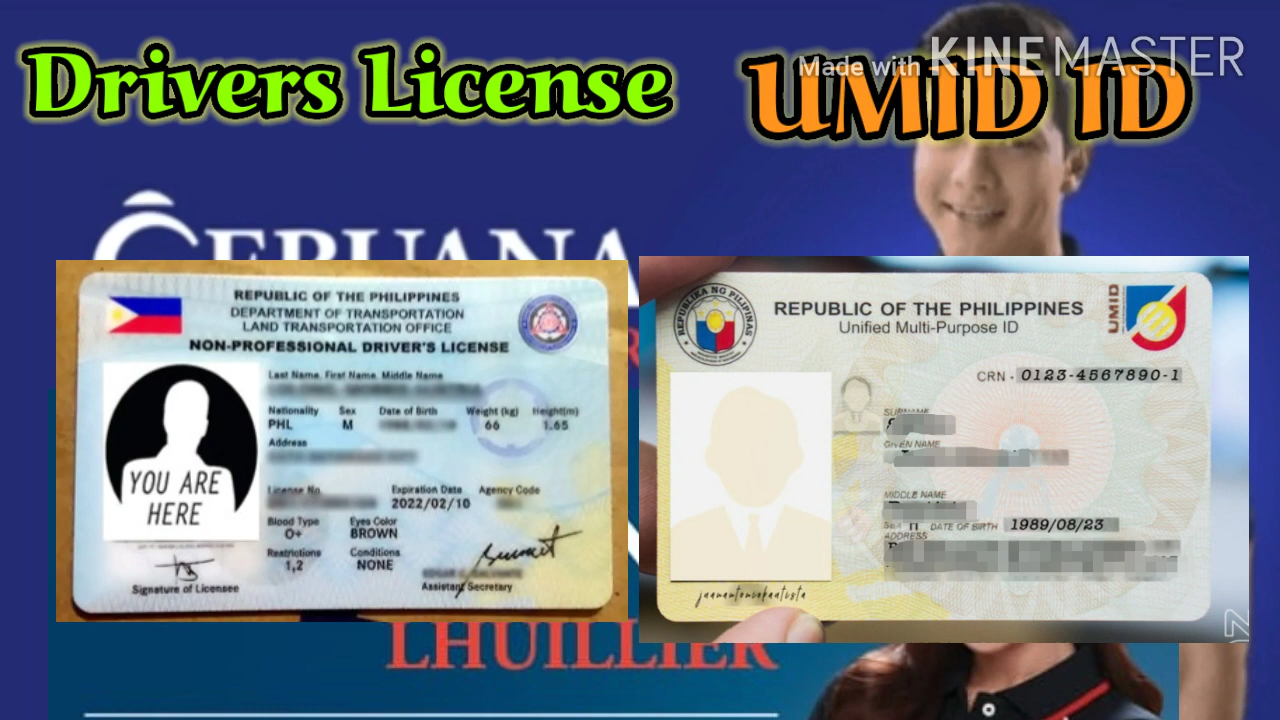 Drivers License
UMID ID
Made with KINEMASTER
CEBUANA
LHUILLIER
REPUBLIC OF THE PHILIPPINES
DEPARTMENT OF TRANSPORTATION
LAND TRANSPORTATION OFFICE
NON-PROFESSIONAL DRIVER'S LICENSE
Last Name, First Name, Middle Name
Nationality Sex Date of Birth Weight (kg) Height(m)
PHL M 66 1.65
Address
License No. Expiration Date Agency Code
2022/02/10
Blood Type Eyes Color
O+ BROWN
Restrictions Conditions
1,2 NONE
YOU ARE
HERE
Signature of Licensee
Assistant Secretary
REPUBLIKA NG PILIPINAS
REPUBLIC OF THE PHILIPPINES
Unified Multi-Purpose ID
UMID
CRN - 0123-4567890-1
SURNAME
GIVEN NAME
MIDDLE NAME
SEX DATE OF BIRTH 1989/08/23
ADDRESS